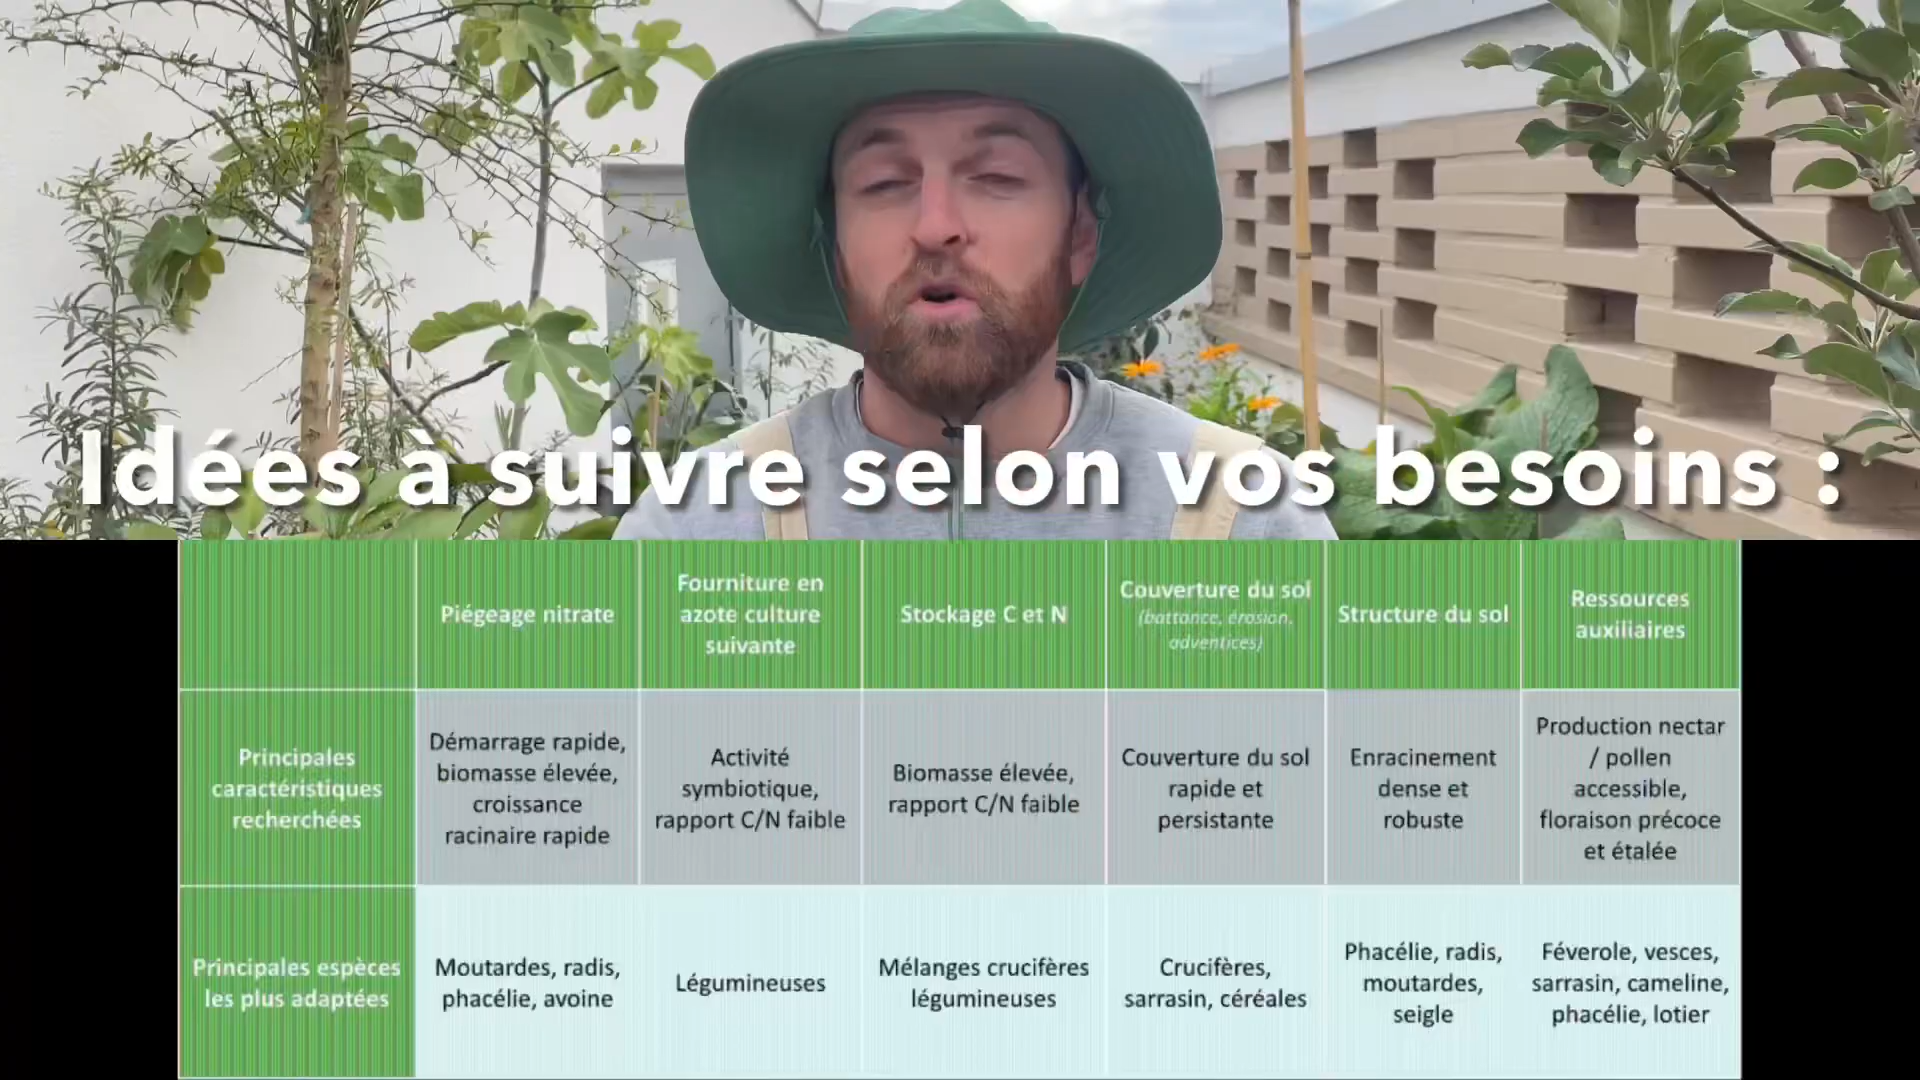 Idées à suivre selon vos besoins :
Piégeage nitrate
Fourniture en
azote culture
suivante
Stockage C et N
Couverture du sol
(battance, érosion,
adventices)
Structure du sol
Ressources
auxiliaires
Principales
caractéristiques
recherchées
Démarrage rapide,
biomasse élevée,
croissance
racinaire rapide
Activité
symbiotique,
rapport C/N faible
Biomasse élevée,
rapport C/N faible
Couverture du sol
rapide et
persistante
Enracinement
dense et
robuste
Production nectar
/ pollen
accessible,
floraison précoce
et étalée
Principales espèces
les plus adaptées
Moutardes, radis,
phacélie, avoine
Légumineuses
Mélanges crucifères
légumineuses
Crucifères,
sarrasin, céréales
Phacélie, radis,
moutardes,
seigle
Féverole, vesces,
sarrasin, cameline,
phacélie, lotier